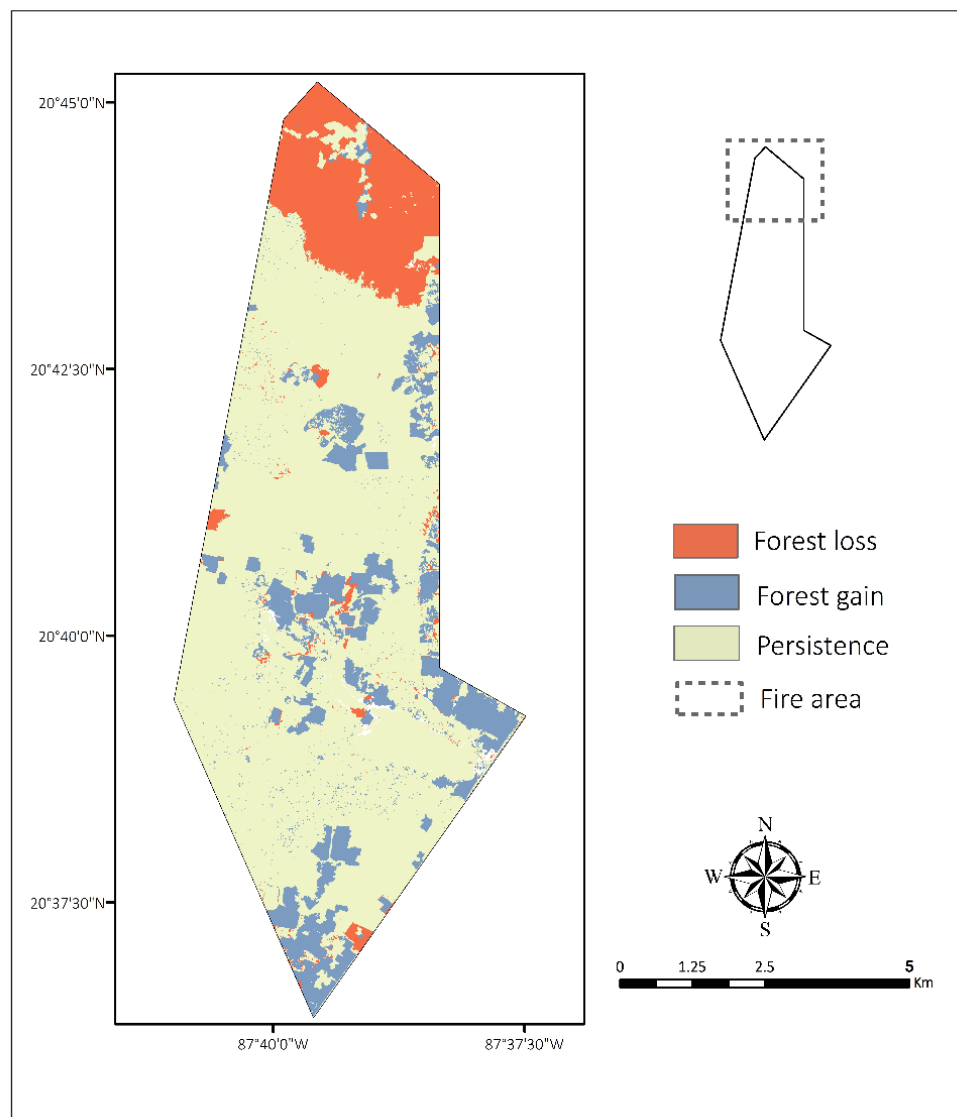 20°45'0"N
20°42'30"N
20°40'0"N
20°37'30"N
87°40'0"W
87°37'30"W
Forest loss
Forest gain
Persistence
Fire area
N
W
E
S
0
1.25
2.5
5
Km